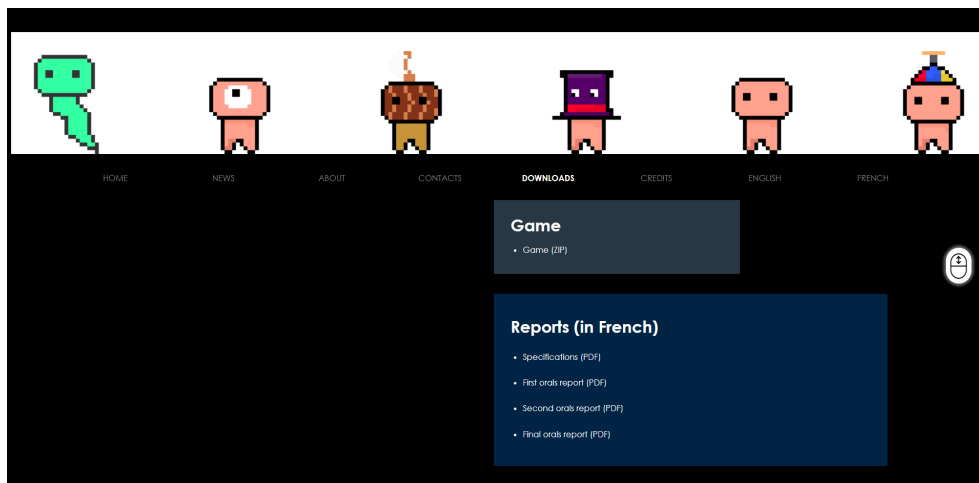 HOME NEWS ABOUT CONTACTS DOWNLOADS CREDITS ENGLISH FRENCH
Game
• Game (ZIP)
Reports (in French)
• Specifications (PDF)
• First orals report (PDF)
• Second orals report (PDF)
• Final orals report (PDF)